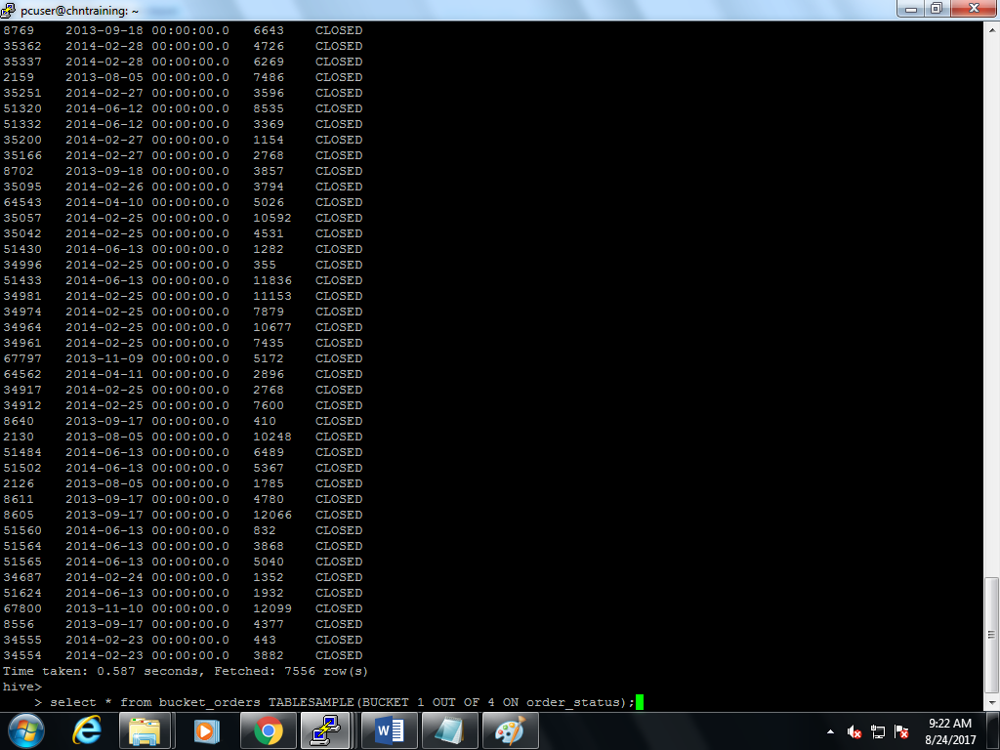 pcuser@chntraining: ~
8769 2013-09-18 00:00:00.0 6643 CLOSED
35362 2014-02-28 00:00:00.0 4726 CLOSED
35337 2014-02-28 00:00:00.0 6269 CLOSED
2159 2013-08-05 00:00:00.0 7486 CLOSED
35251 2014-02-27 00:00:00.0 3596 CLOSED
51320 2014-06-12 00:00:00.0 8535 CLOSED
51332 2014-06-12 00:00:00.0 3369 CLOSED
35200 2014-02-27 00:00:00.0 1154 CLOSED
35166 2014-02-27 00:00:00.0 2768 CLOSED
8702 2013-09-18 00:00:00.0 3857 CLOSED
35095 2014-02-26 00:00:00.0 3794 CLOSED
64543 2014-04-10 00:00:00.0 5026 CLOSED
35057 2014-02-25 00:00:00.0 10592 CLOSED
35042 2014-02-25 00:00:00.0 4531 CLOSED
51430 2014-06-13 00:00:00.0 1282 CLOSED
34996 2014-02-25 00:00:00.0 355 CLOSED
51433 2014-06-13 00:00:00.0 11836 CLOSED
34981 2014-02-25 00:00:00.0 11153 CLOSED
34974 2014-02-25 00:00:00.0 7879 CLOSED
34964 2014-02-25 00:00:00.0 10677 CLOSED
34961 2014-02-25 00:00:00.0 7435 CLOSED
67797 2013-11-09 00:00:00.0 5172 CLOSED
64562 2014-04-11 00:00:00.0 2896 CLOSED
34917 2014-02-25 00:00:00.0 2768 CLOSED
34912 2014-02-25 00:00:00.0 7600 CLOSED
8640 2013-09-17 00:00:00.0 410 CLOSED
2130 2013-08-05 00:00:00.0 10248 CLOSED
51484 2014-06-13 00:00:00.0 6489 CLOSED
51502 2014-06-13 00:00:00.0 5367 CLOSED
2126 2013-08-05 00:00:00.0 1785 CLOSED
8611 2013-09-17 00:00:00.0 4780 CLOSED
8605 2013-09-17 00:00:00.0 12066 CLOSED
51560 2014-06-13 00:00:00.0 832 CLOSED
51564 2014-06-13 00:00:00.0 3868 CLOSED
51565 2014-06-13 00:00:00.0 5040 CLOSED
34687 2014-02-24 00:00:00.0 1352 CLOSED
51624 2014-06-13 00:00:00.0 1932 CLOSED
67800 2013-11-10 00:00:00.0 12099 CLOSED
8556 2013-09-17 00:00:00.0 4377 CLOSED
34555 2014-02-23 00:00:00.0 443 CLOSED
34554 2014-02-23 00:00:00.0 3882 CLOSED
Time taken: 0.587 seconds, Fetched: 7556 row(s)
hive>
    > select * from bucket_orders TABLESAMPLE(BUCKET 1 OUT OF 4 ON order_status);
9:22 AM
8/24/2017